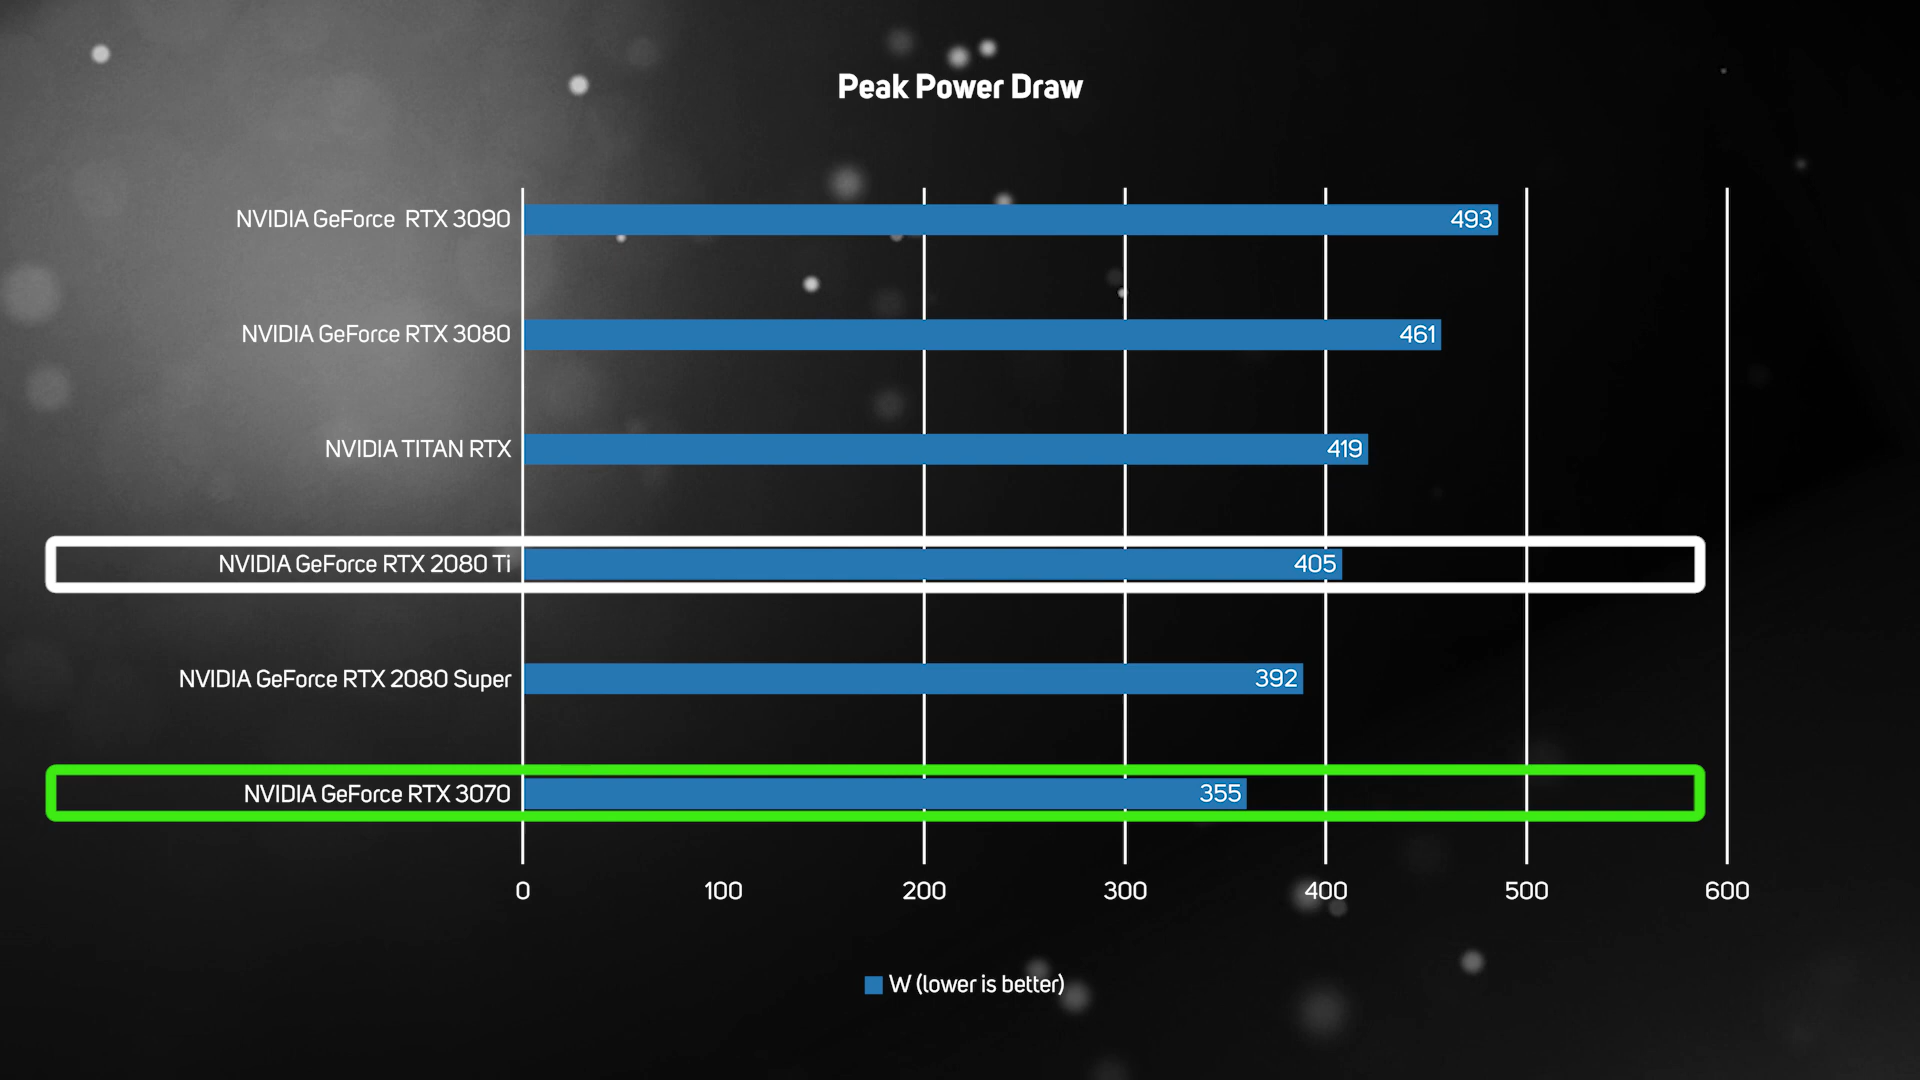 Peak Power Draw
NVIDIA GeForce RTX 3090 493
NVIDIA GeForce RTX 3080 461
NVIDIA TITAN RTX 419
NVIDIA GeForce RTX 2080 Ti 405
NVIDIA GeForce RTX 2080 Super 392
NVIDIA GeForce RTX 3070 355
0 100 200 300 400 500 600
W (lower is better)